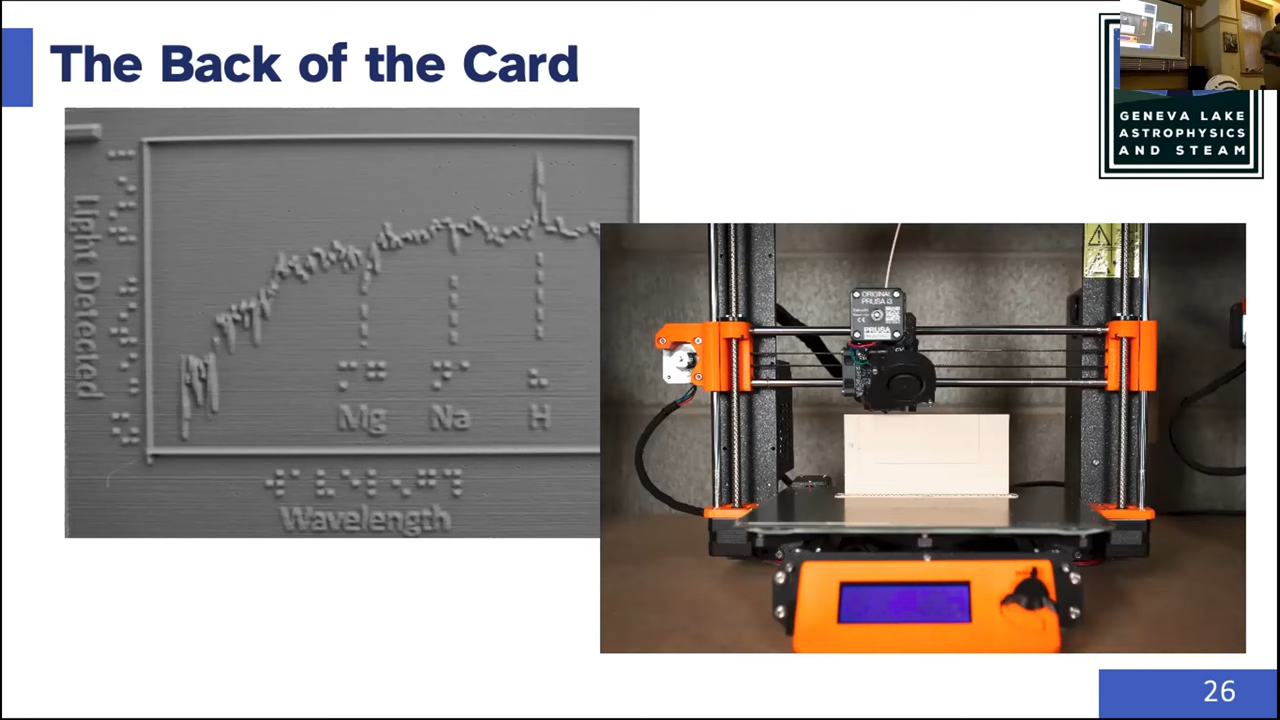 The Back of the Card
GENEVA LAKE
ASTROPHYSICS
AND STEAM
Light Detected
Mg Na H
Wavelength
ORIGINAL
PRUSA i3
PRUSA
26